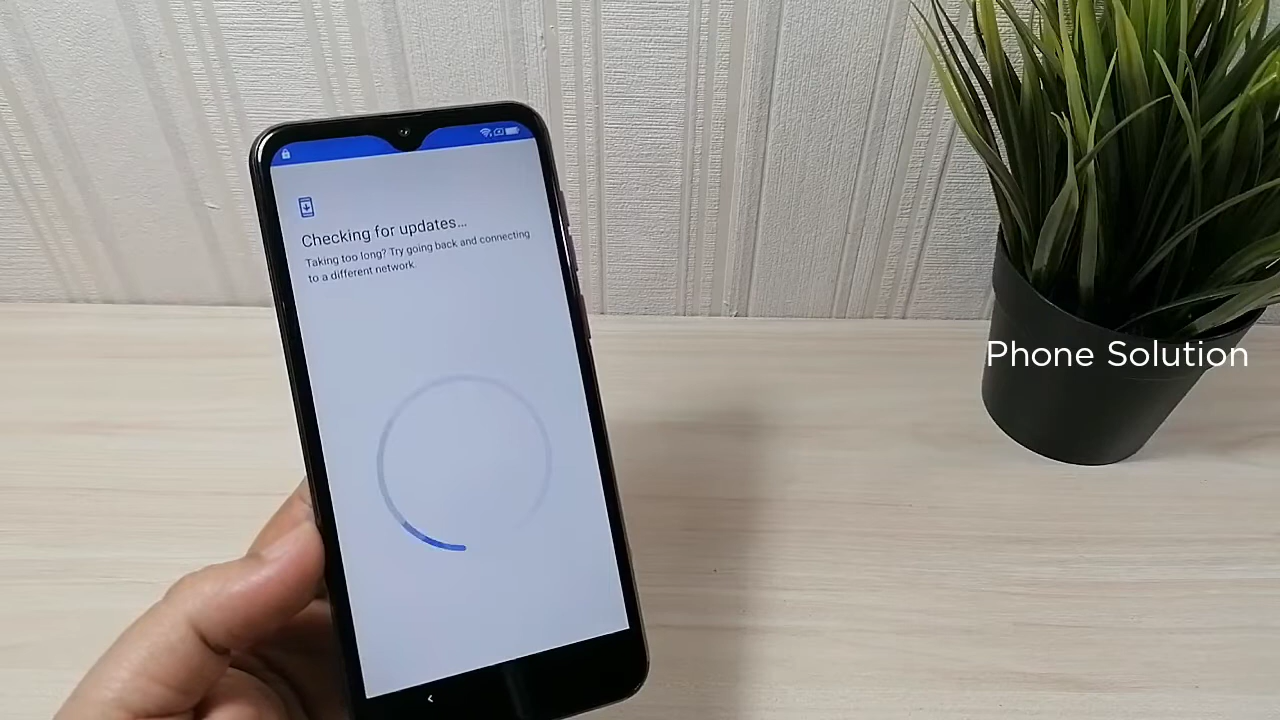 Checking for updates...
Taking too long? Try going back and connecting
to a different network.
Phone Solution